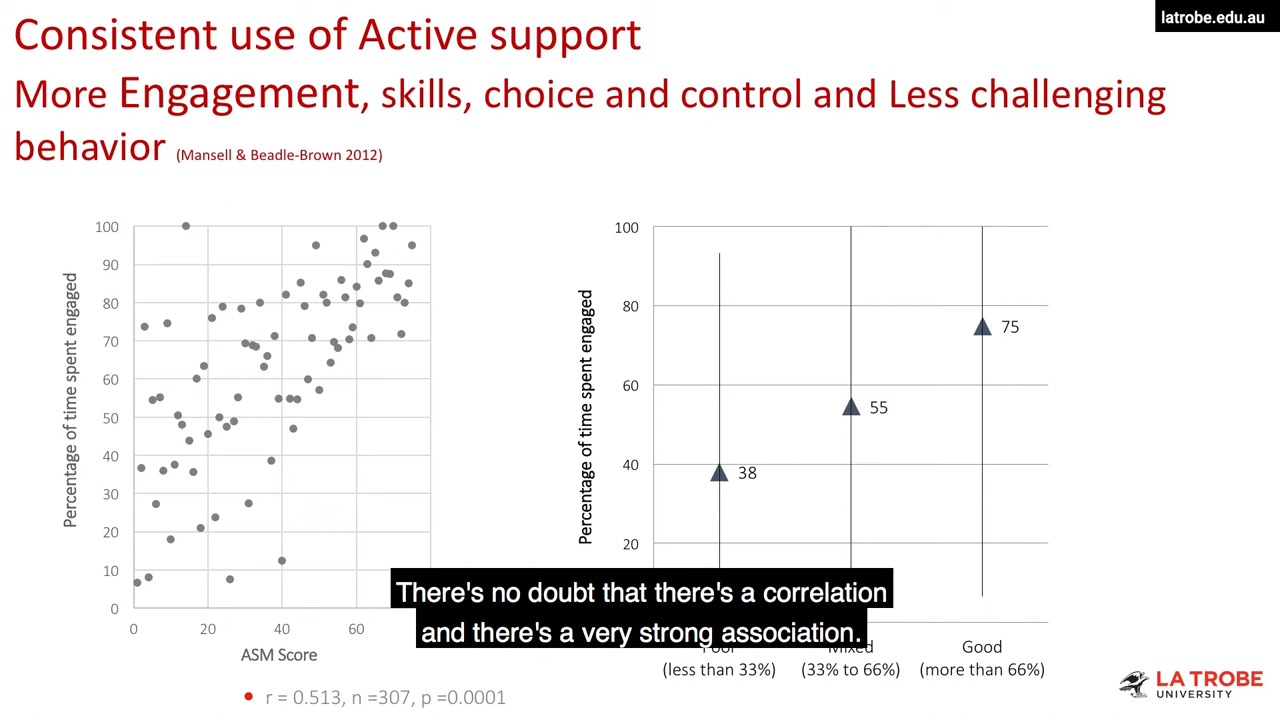 latrobe.edu.au
Consistent use of Active support
More Engagement, skills, choice and control and Less challenging
behavior (Mansell & Beadle-Brown 2012)
Percentage of time spent engaged
100
90
80
70
60
50
40
30
20
10
0
0 20 40 60
ASM Score
r = 0.513, n =307, p =0.0001
Percentage of time spent engaged
100
80
60
40
20
38
55
75
Poor Mixed Good
(less than 33%) (33% to 66%) (more than 66%)
There's no doubt that there's a correlation
and there's a very strong association.
LA TROBE
UNIVERSITY